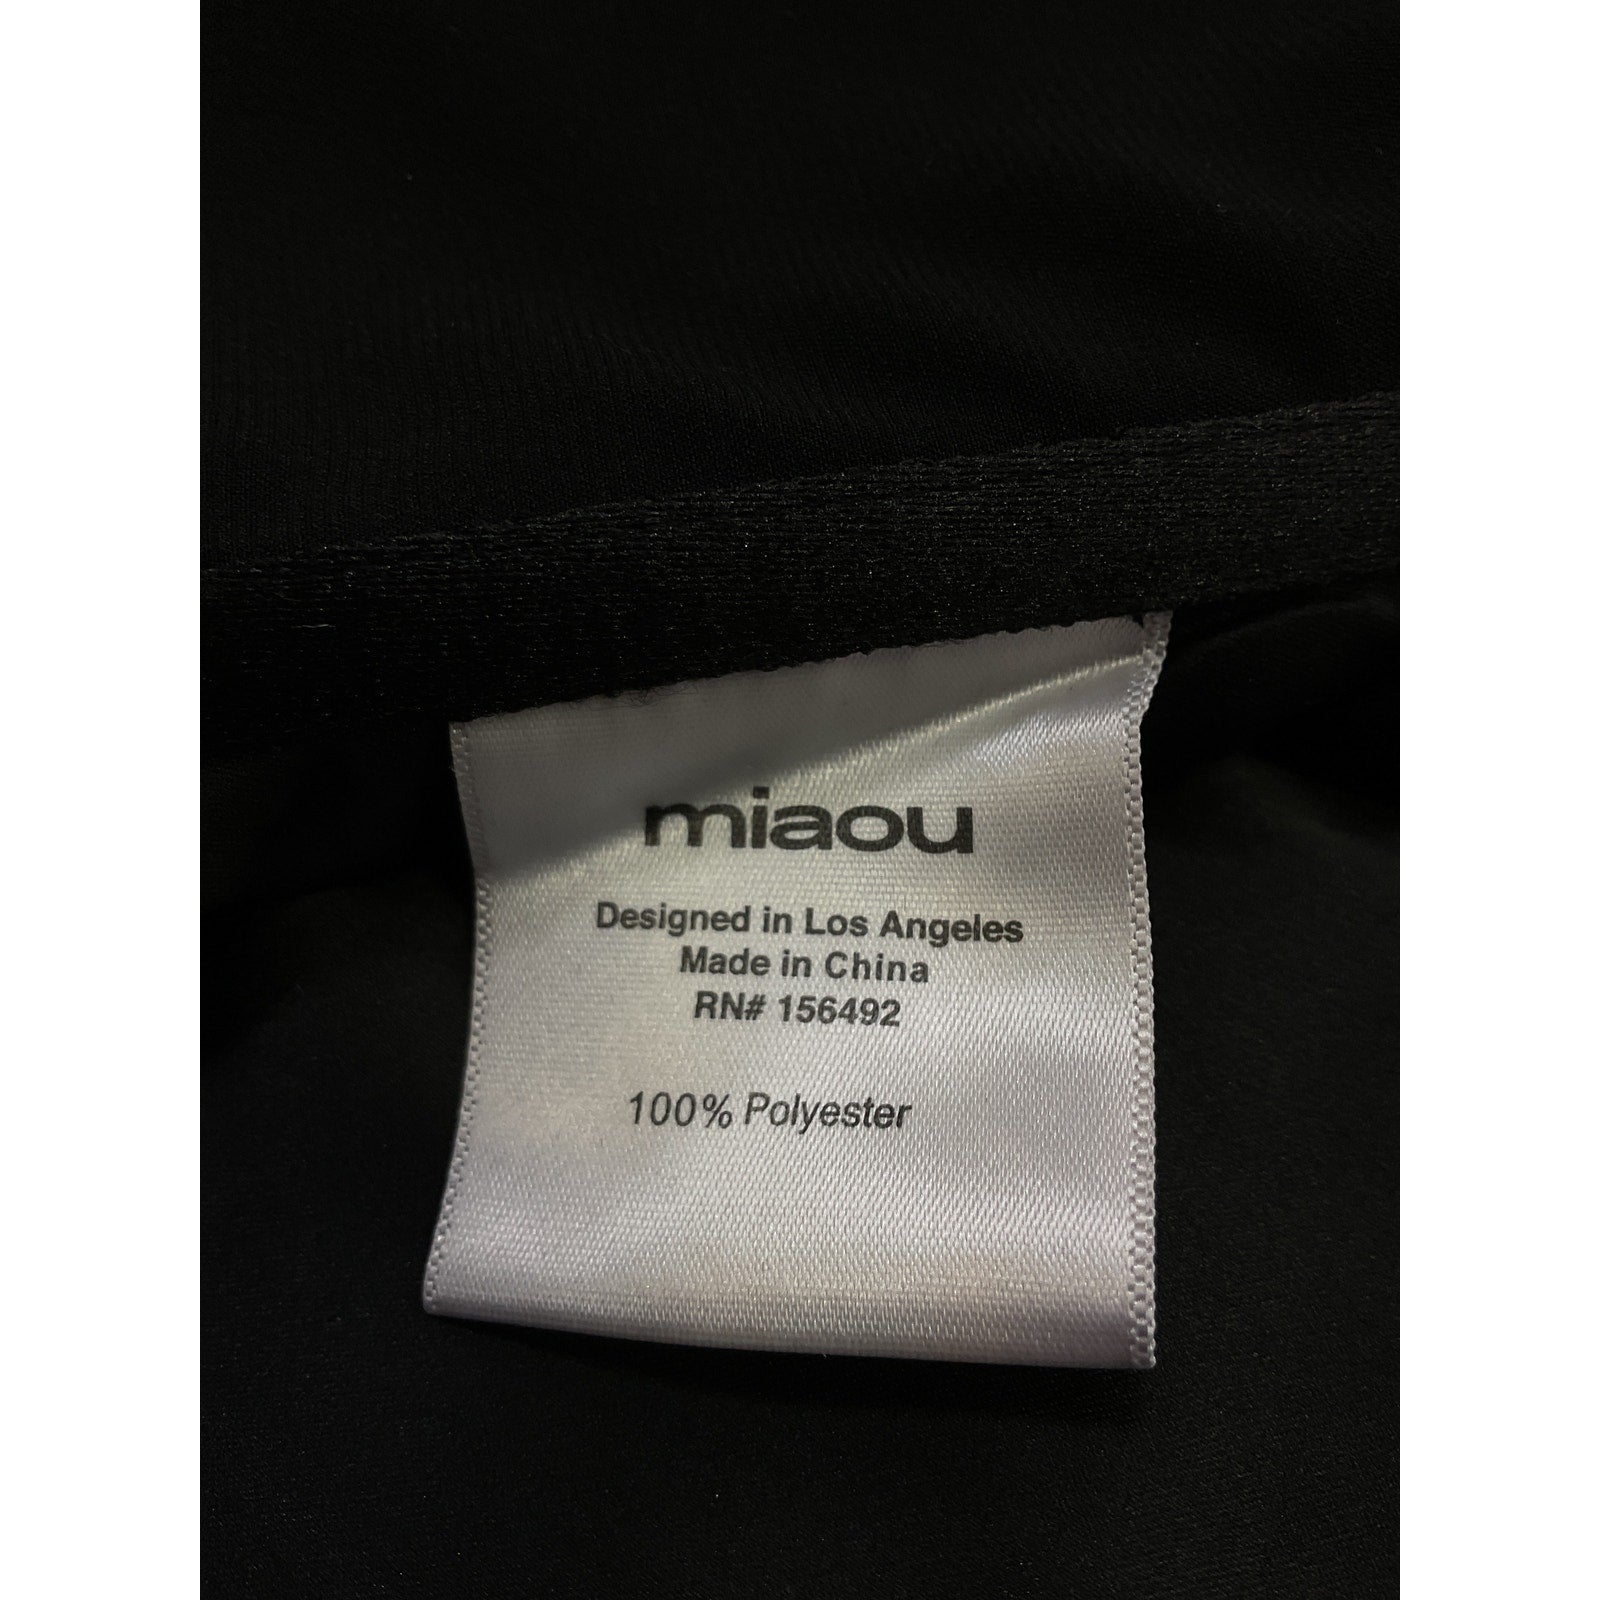 miaou
Designed in Los Angeles
Made in China
RN# 156492
100% Polyester